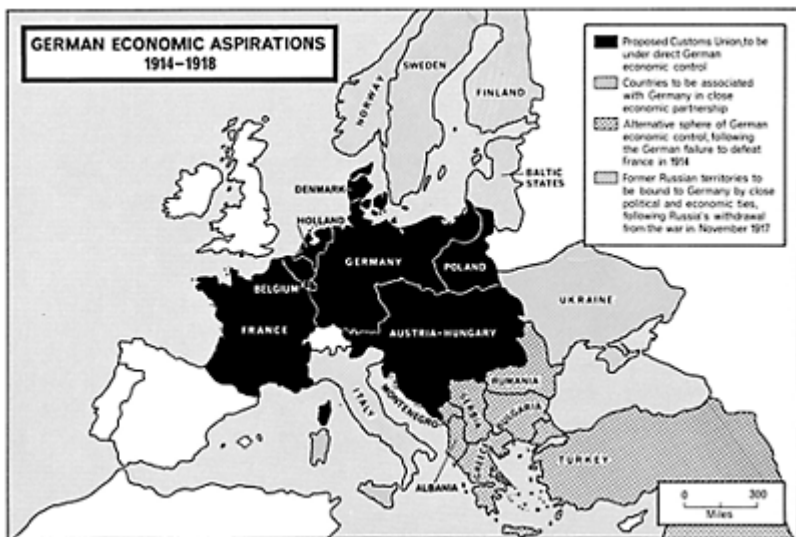 GERMAN ECONOMIC ASPIRATIONS
1914–1918
Proposed Customs Union, to be
under direct German
economic control
Countries to be associated
with Germany in close
economic partnership
Alternative sphere of German
economic control, following
the German failure to defeat
France in 1914
Former Russian territories to
be bound to Germany by close
political and economic ties,
following Russia's withdrawal
from the war in November 1917
NORWAY
SWEDEN
FINLAND
BALTIC
STATES
DENMARK
HOLLAND
GERMANY
POLAND
BELGIUM
UKRAINE
FRANCE
AUSTRIA–HUNGARY
RUMANIA
ITALY
MONTENEGRO
SERBIA
BULGARIA
ALBANIA
GREECE
TURKEY
0 300
Miles